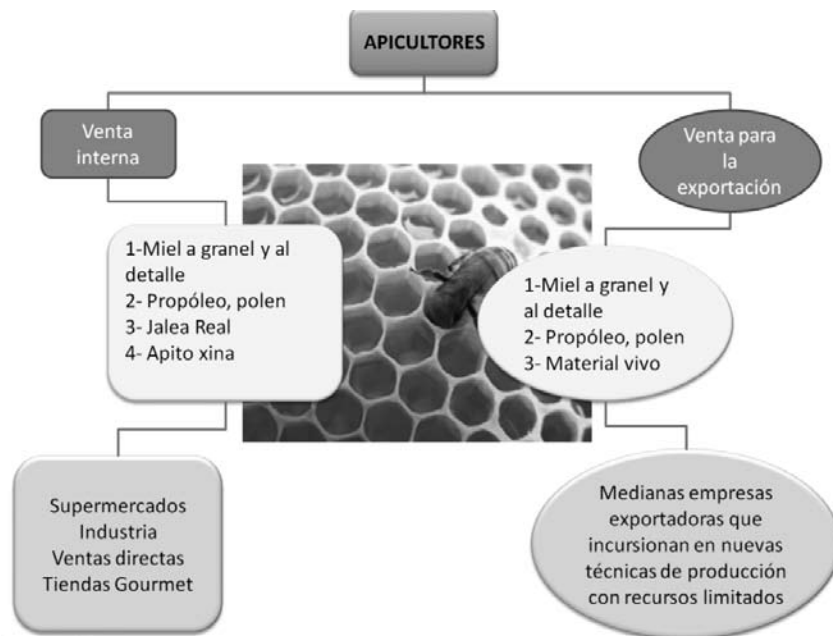 APICULTORES
Venta
interna
Venta para
la
exportación
1-Miel a granel y al
detalle
2- Propóleo, polen
3- Jalea Real
4- Apito xina
1-Miel a granel y
al detalle
2- Propóleo, polen
3- Material vivo
Supermercados
Industria
Ventas directas
Tiendas Gourmet
Medianas empresas
exportadoras que
incursionan en nuevas
técnicas de producción
con recursos limitados